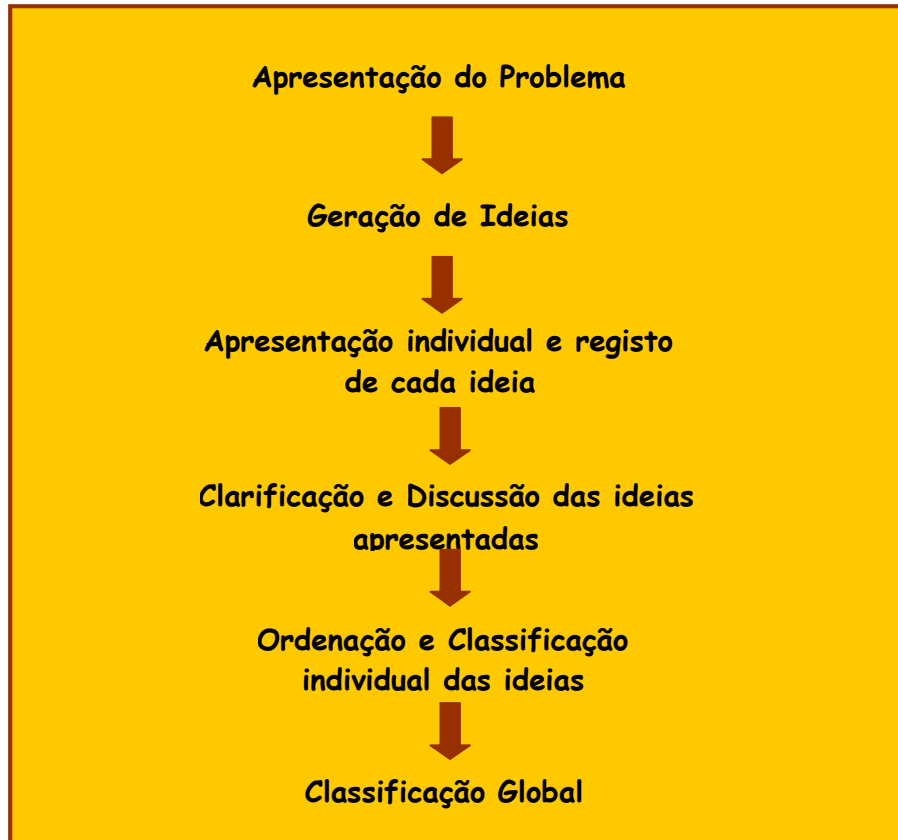 Apresentação do Problema
Geração de Ideias
Apresentação individual e registo
de cada ideia
Clarificação e Discussão das ideias
apresentadas
Ordenação e Classificação
individual das ideias
Classificação Global